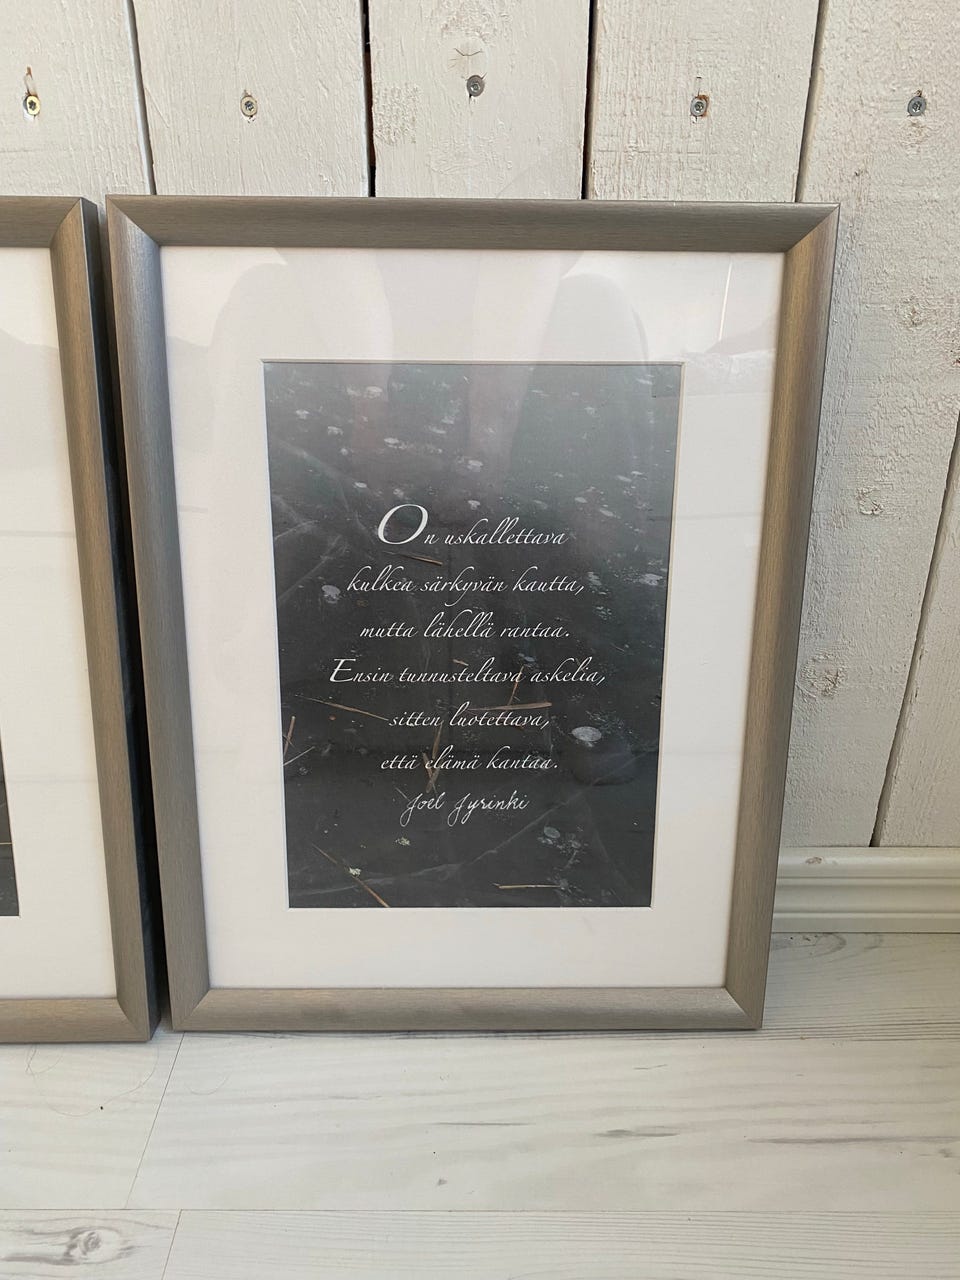 On uskallettava
kulkea särkyvän kautta,
mutta lähellä rantaa.
Ensin tunnusteltava askelia,
sitten luotettava,
että elämä kantaa.
Joel Jyrinki